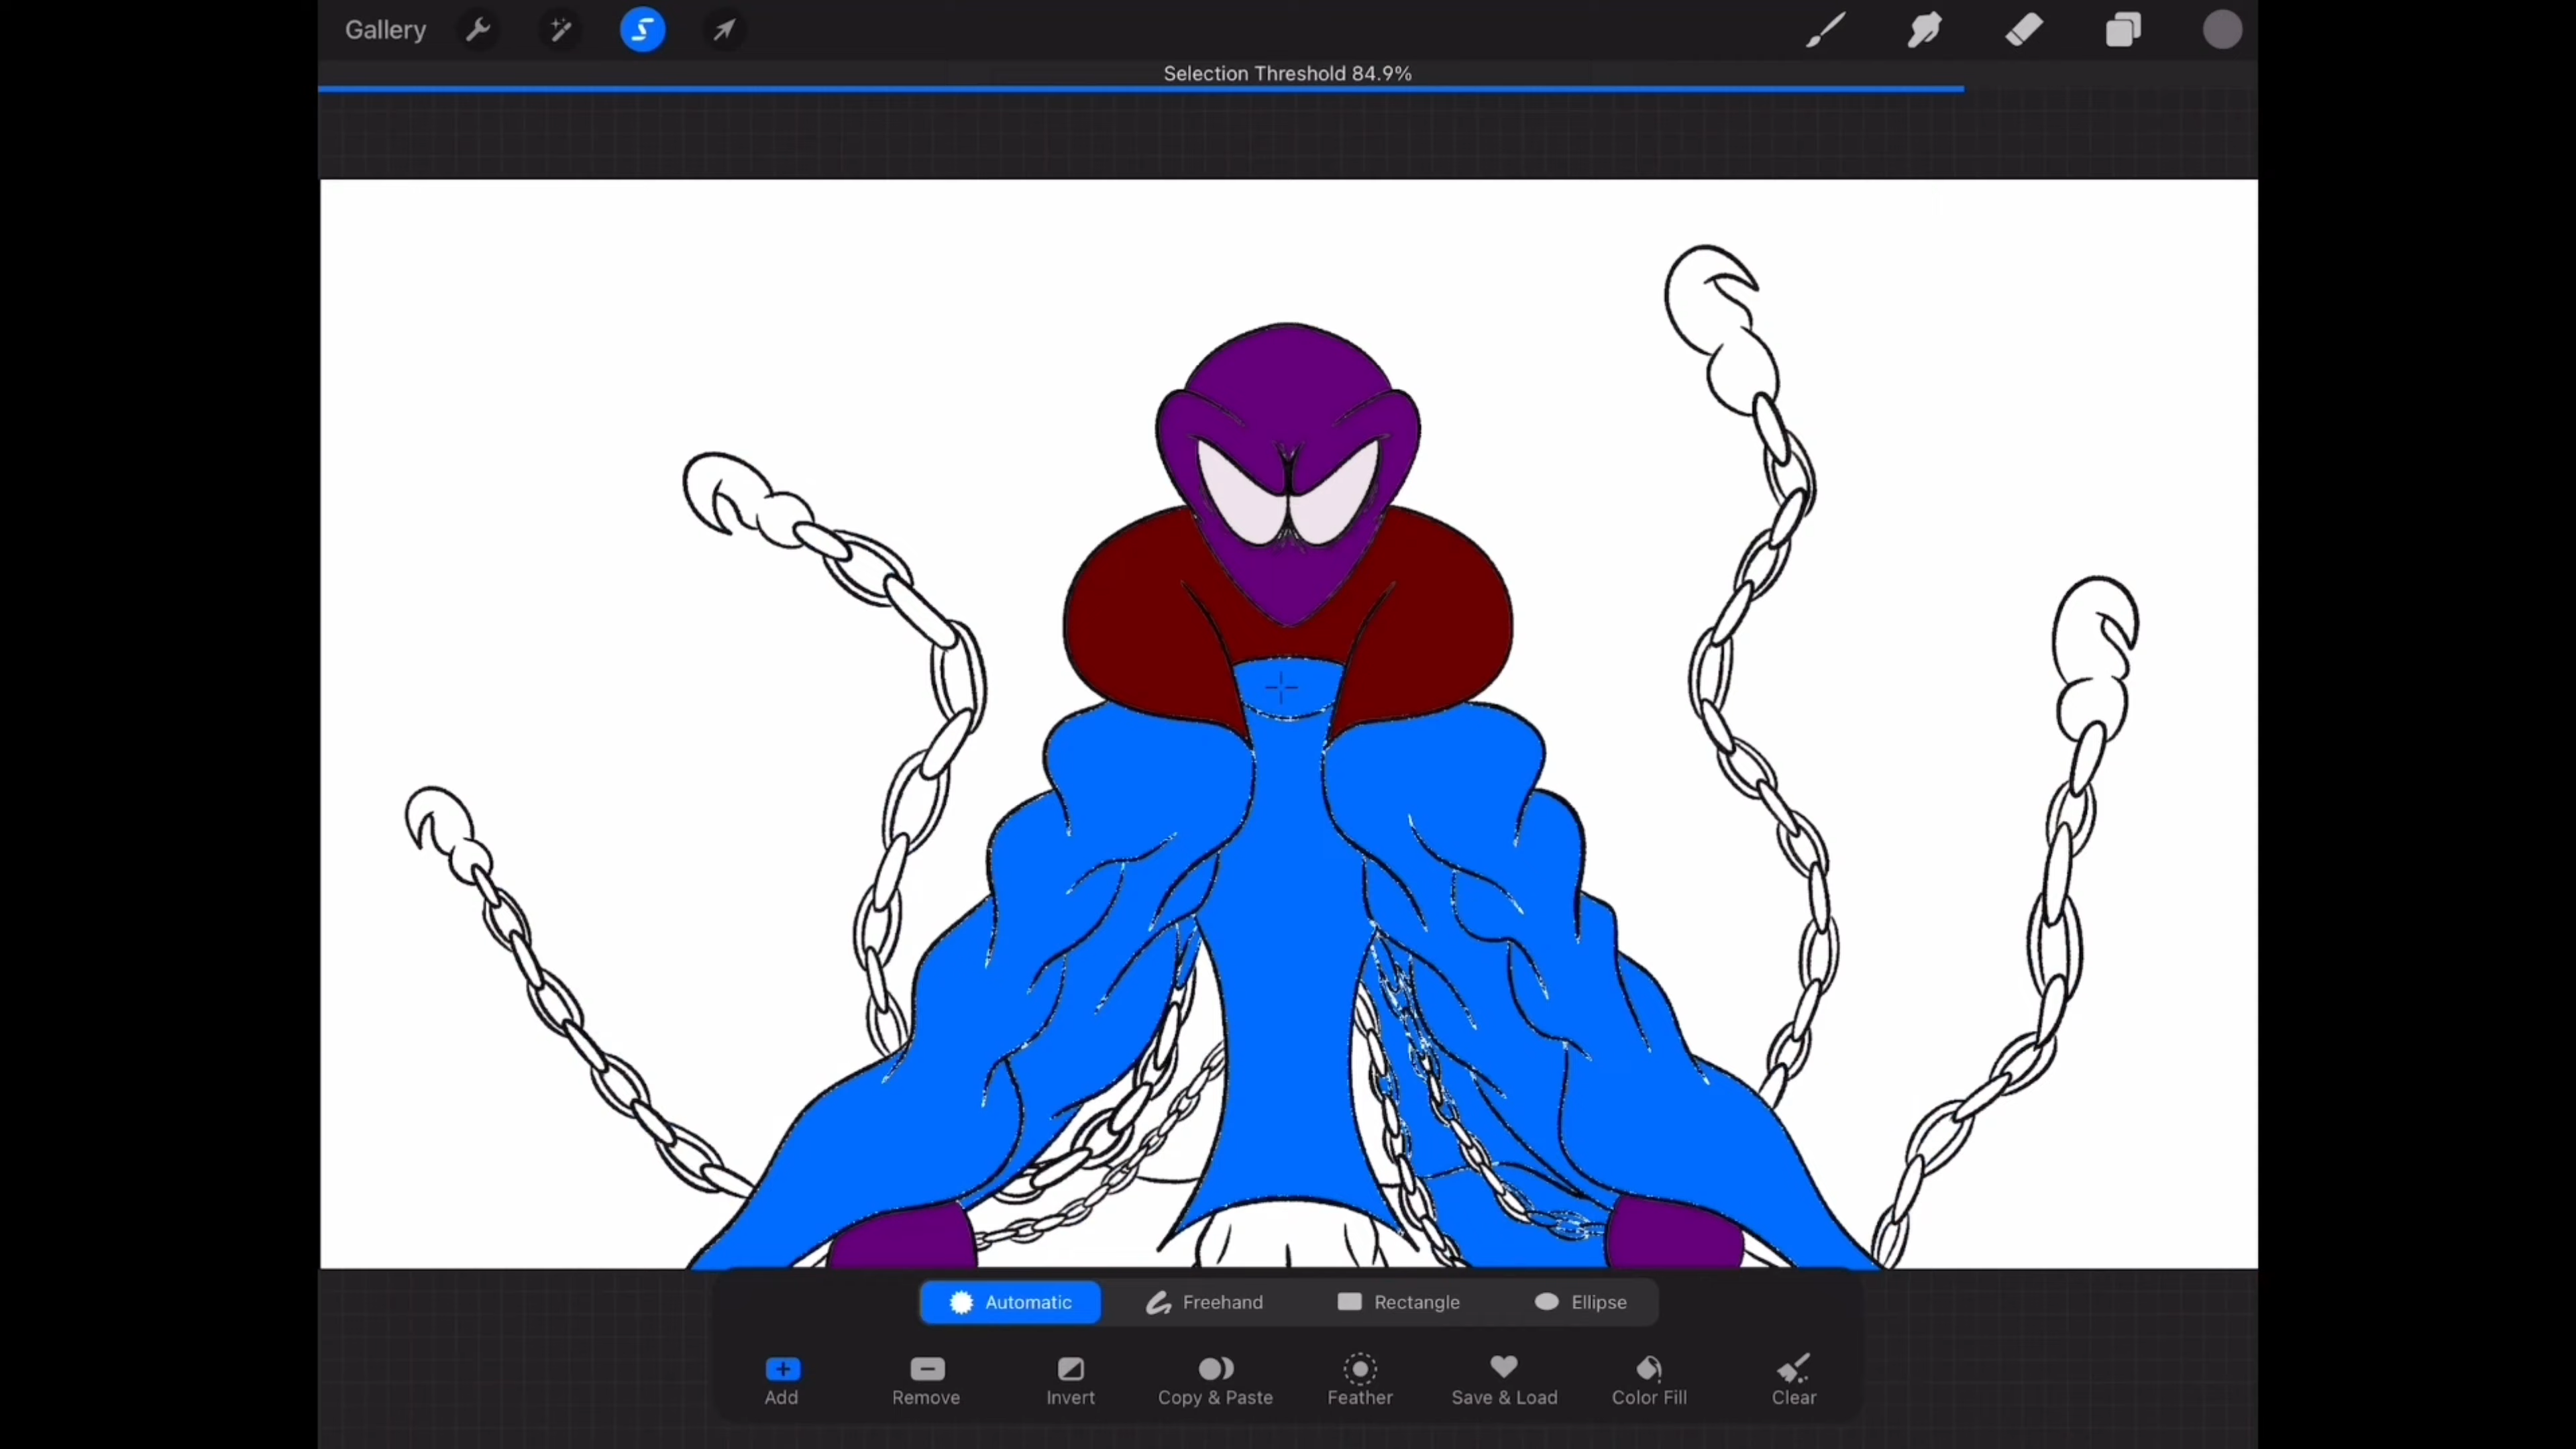 Gallery
Selection Threshold 84.9%
Automatic Freehand Rectangle Ellipse
Add Remove Invert Copy & Paste Feather Save & Load Color Fill Clear